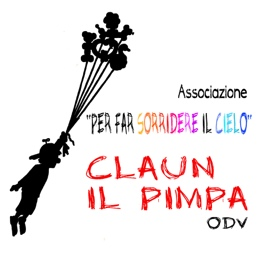 Associazione
"PER FAR SORRIDERE IL CIELO"
CLAUN
IL PIMPA
ODV